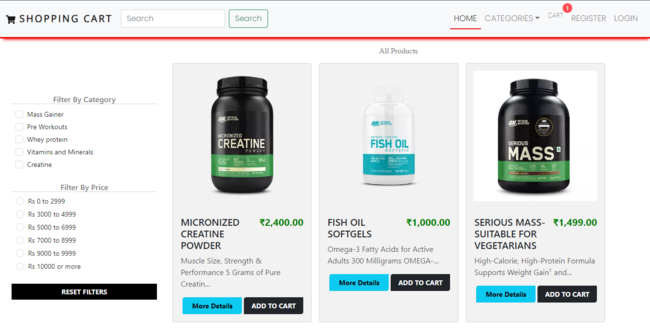 SHOPPING CART
Search
Search
HOME
CATEGORIES
CART
1
REGISTER
LOGIN
All Products
Filter By Category
Mass Gainer
Pre Workouts
Whey protein
Vitamins and Minerals
Creatine
Filter By Price
Rs 0 to 2999
Rs 3000 to 4999
Rs 5000 to 6999
Rs 7000 to 8999
Rs 9000 to 9999
Rs 10000 or more
RESET FILTERS
MICRONIZED
CREATINE
POWDER
MICRONIZED
CREATINE
POWDER
₹2,400.00
Muscle Size, Strength &
Performance 5 Grams of Pure
Creatin...
More Details
ADD TO CART
FISH OIL
SOFTGELS
FISH OIL
SOFTGELS
₹1,000.00
Omega-3 Fatty Acids for Active
Adults 300 Milligrams OMEGA-...
More Details
ADD TO CART
SERIOUS
MASS
SERIOUS MASS-
SUITABLE FOR
VEGETARIANS
₹1,499.00
High-Calorie, High-Protein Formula
Supports Weight Gain¹ and...
More Details
ADD TO CART